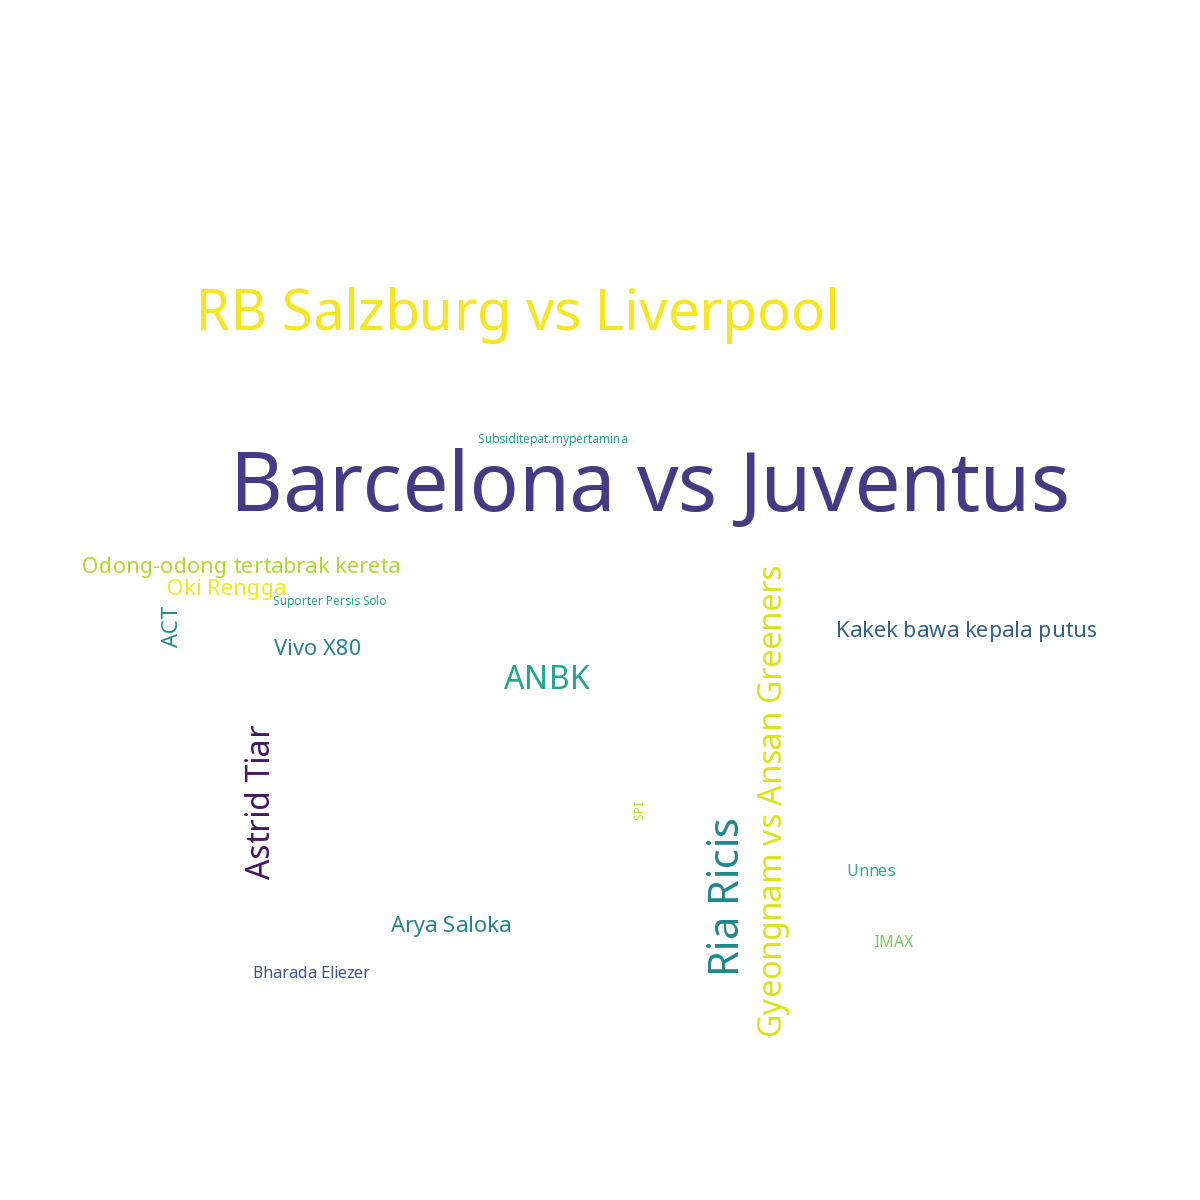 RB Salzburg vs Liverpool
Subsiditepat.mypertamina
Barcelona vs Juventus
Odong-odong tertabrak kereta
Oki Rengga
Suporter Persis Solo
ACT
Vivo X80
Kakek bawa kepala putus
ANBK
Gyeongnam vs Ansan Greeners
Astrid Tiar
SPI
Ria Ricis
Unnes
Arya Saloka
IMAX
Bharada Eliezer